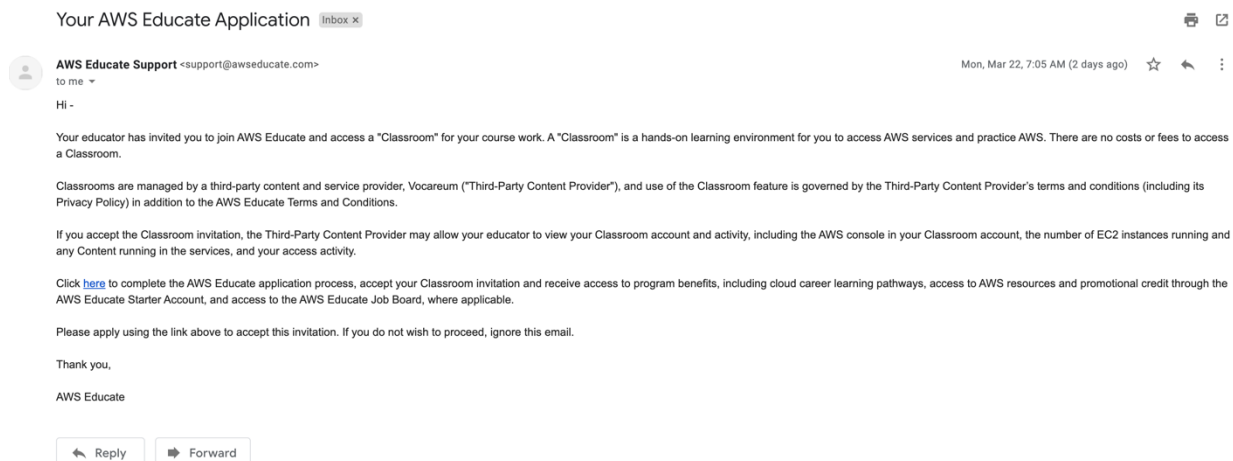 Your AWS Educate Application Inbox ×
AWS Educate Support <support@awseducate.com> Mon, Mar 22, 7:05 AM (2 days ago)
to me
Hi -
Your educator has invited you to join AWS Educate and access a "Classroom" for your course work. A "Classroom" is a hands-on learning environment for you to access AWS services and practice AWS. There are no costs or fees to access
a Classroom.
Classrooms are managed by a third-party content and service provider, Vocareum ("Third-Party Content Provider"), and use of the Classroom feature is governed by the Third-Party Content Provider's terms and conditions (including its
Privacy Policy) in addition to the AWS Educate Terms and Conditions.
If you accept the Classroom invitation, the Third-Party Content Provider may allow your educator to view your Classroom account and activity, including the AWS console in your Classroom account, the number of EC2 instances running and
any Content running in the services, and your access activity.
Click here to complete the AWS Educate application process, accept your Classroom invitation and receive access to program benefits, including cloud career learning pathways, access to AWS resources and promotional credit through the
AWS Educate Starter Account, and access to the AWS Educate Job Board, where applicable.
Please apply using the link above to accept this invitation. If you do not wish to proceed, ignore this email.
Thank you,
AWS Educate
Reply Forward